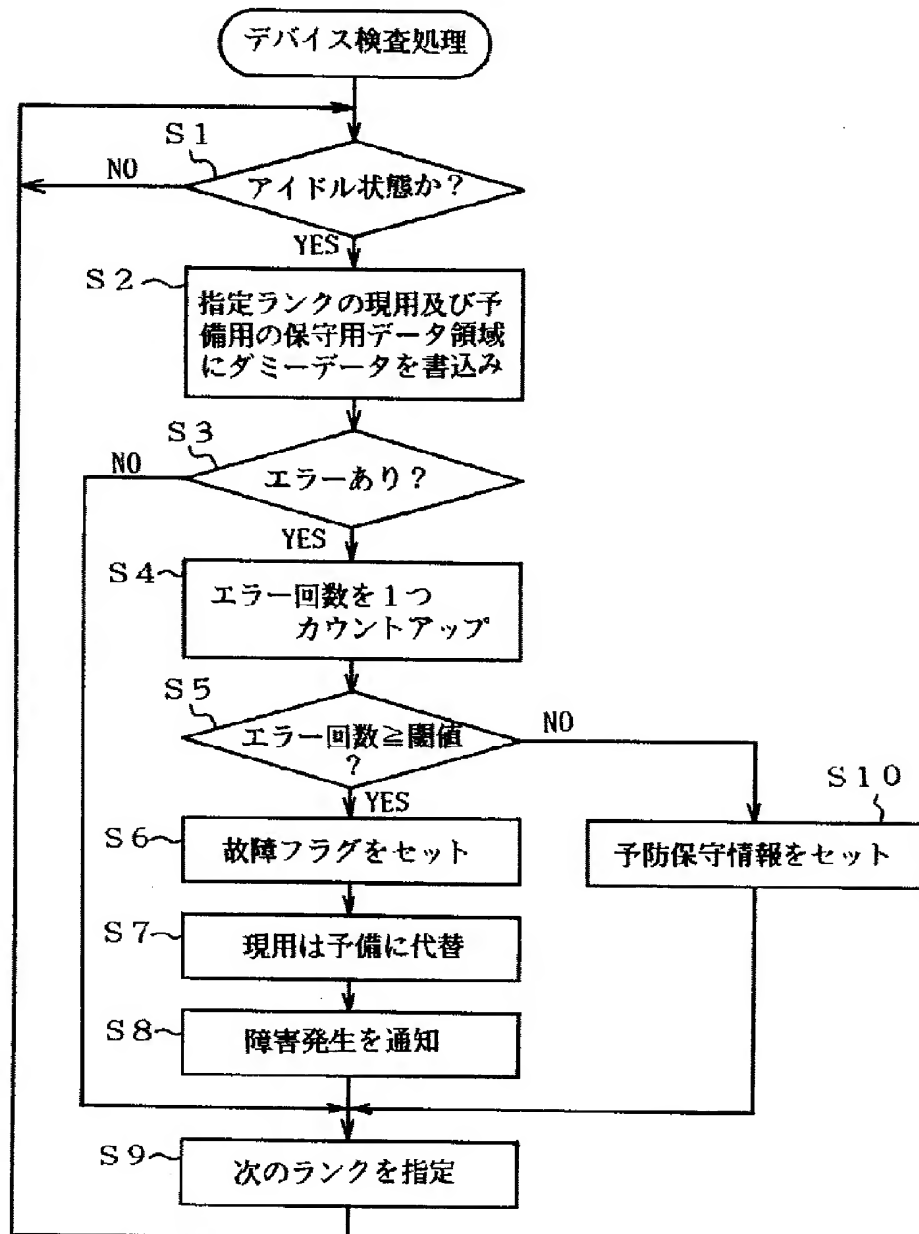 デバイス検査処理
S1
NO
アイドル状態か?
YES
S2
指定ランクの現用及び予
備用の保守用データ領域
にダミーデータを書込み
S3
NO
エラーあり?
YES
S4
エラー回数を1つ
カウントアップ
S5
エラー回数≧閾値
?
NO
YES
S6
故障フラグをセット
S10
予防保守情報をセット
S7
現用は予備に代替
S8
障害発生を通知
S9
次のランクを指定